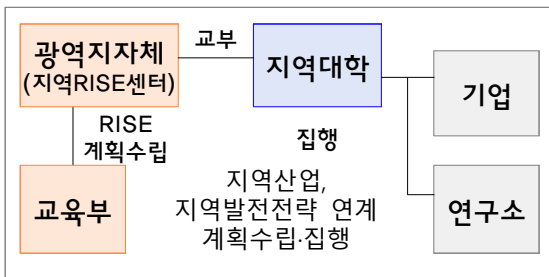 광역지자체
(지역RISE센터)
교부
지역대학
기업
RISE
계획수립
집행
교육부
지역산업,
지역발전전략 연계
계획수립·집행
연구소